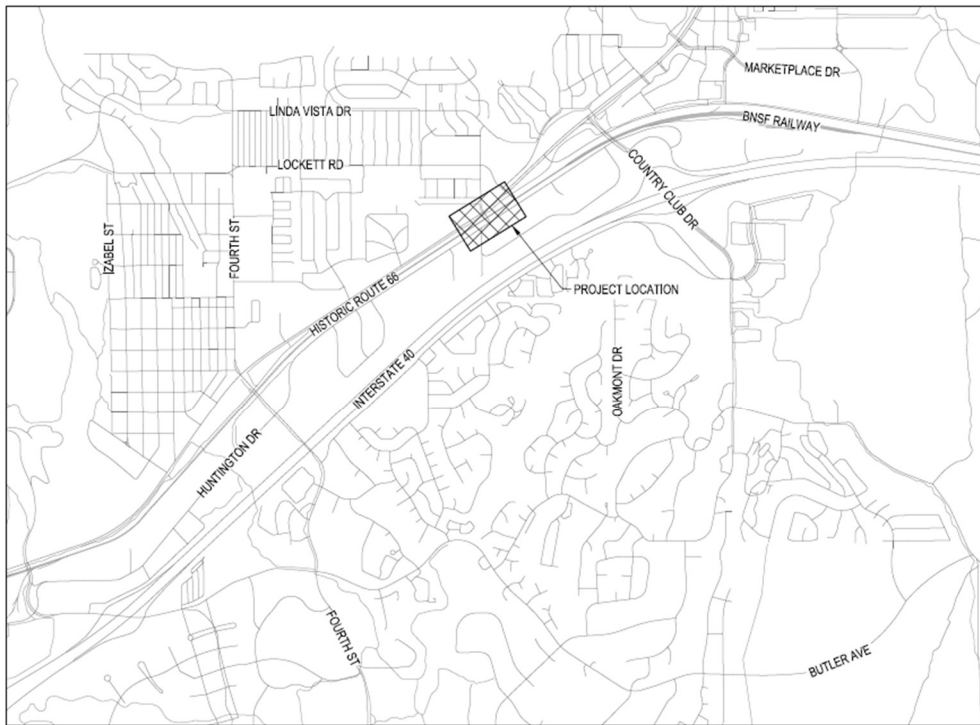 MARKETPLACE DR
LINDA VISTA DR
BNSF RAILWAY
LOCKETT RD
COUNTRY CLUB DR
IZABEL ST
FOURTH ST
HISTORIC ROUTE 66
PROJECT LOCATION
INTERSTATE 40
OAKMONT DR
HUNTINGTON DR
FOURTH ST
BUTLER AVE